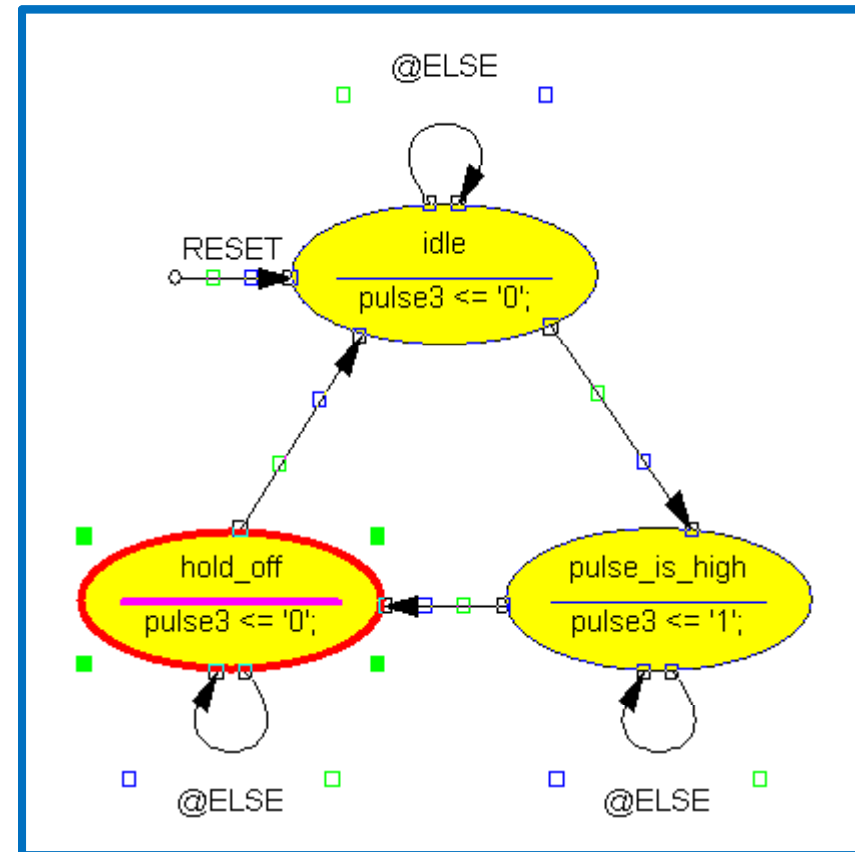 @ELSE
RESET
idle
pulse3 <= '0';
hold_off
pulse3 <= '0';
pulse_is_high
pulse3 <= '1';
@ELSE
@ELSE